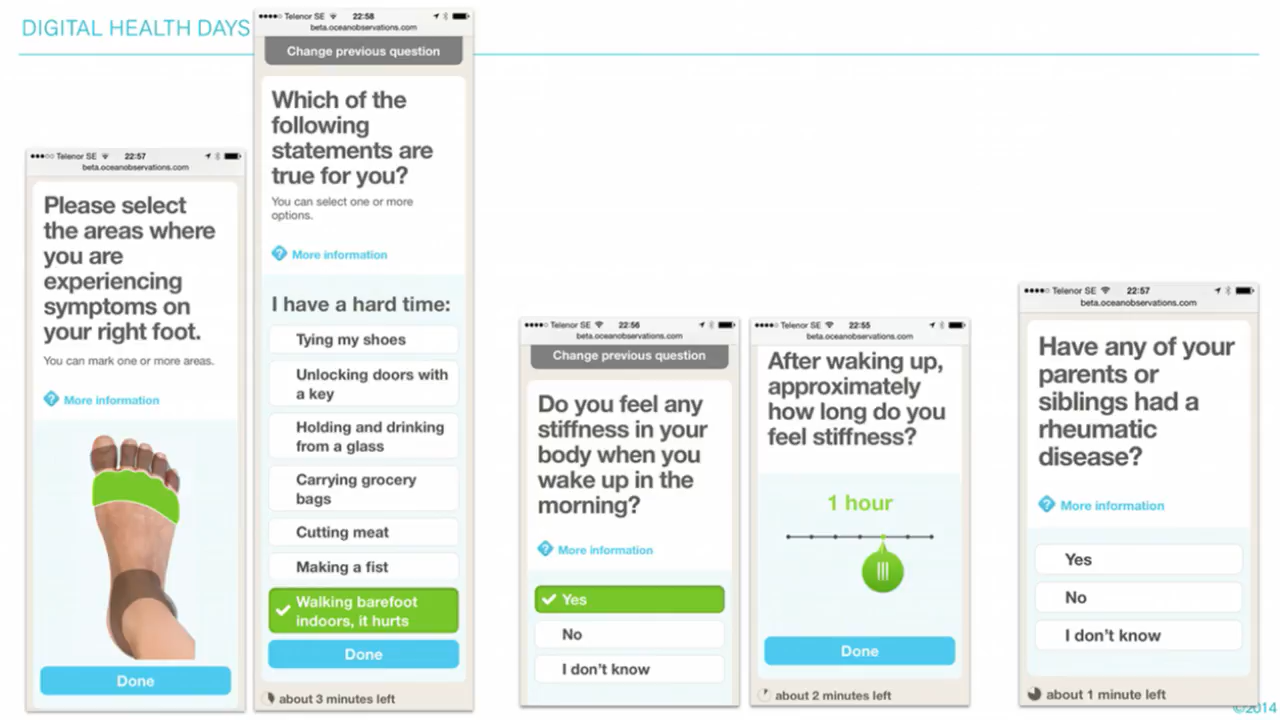 DIGITAL HEALTH DAYS
Telenor SE 22:57
beta.oceanobservations.com
Please select
the areas where
you are
experiencing
symptoms on
your right foot.
You can mark one or more areas.
? More information
Done
Telenor SE 22:58
beta.oceanobservations.com
Change previous question
Which of the
following
statements are
true for you?
You can select one or more
options.
? More information
I have a hard time:
Tying my shoes
Unlocking doors with
a key
Holding and drinking
from a glass
Carrying grocery
bags
Cutting meat
Making a fist
Walking barefoot
indoors, it hurts
Done
about 3 minutes left
Telenor SE 22:56
beta.oceanobservations.com
Change previous question
Do you feel any
stiffness in your
body when you
wake up in the
morning?
? More information
Yes
No
I don't know
Telenor SE 22:55
beta.oceanobservations.com
After waking up,
approximately
how long do you
feel stiffness?
1 hour
Done
about 2 minutes left
Telenor SE 22:57
beta.oceanobservations.com
Have any of your
parents or
siblings had a
rheumatic
disease?
? More information
Yes
No
I don't know
about 1 minute left
©2014